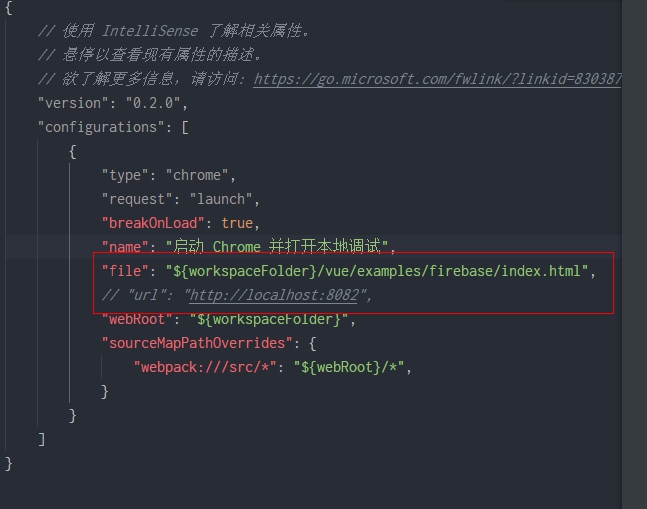 {
// 使用 IntelliSense 了解相关属性。
// 悬停以查看现有属性的描述。
// 欲了解更多信息，请访问: https://go.microsoft.com/fwlink/?linkid=830387
"version": "0.2.0",
"configurations": [
{
"type": "chrome",
"request": "launch",
"breakOnLoad": true,
"name": "启动 Chrome 并打开本地调试",
"file": "${workspaceFolder}/vue/examples/firebase/index.html",
// "url": "http://localhost:8082",
"webRoot": "${workspaceFolder}",
"sourceMapPathOverrides": {
"webpack:///src/*": "${webRoot}/*",
}
}
]
}